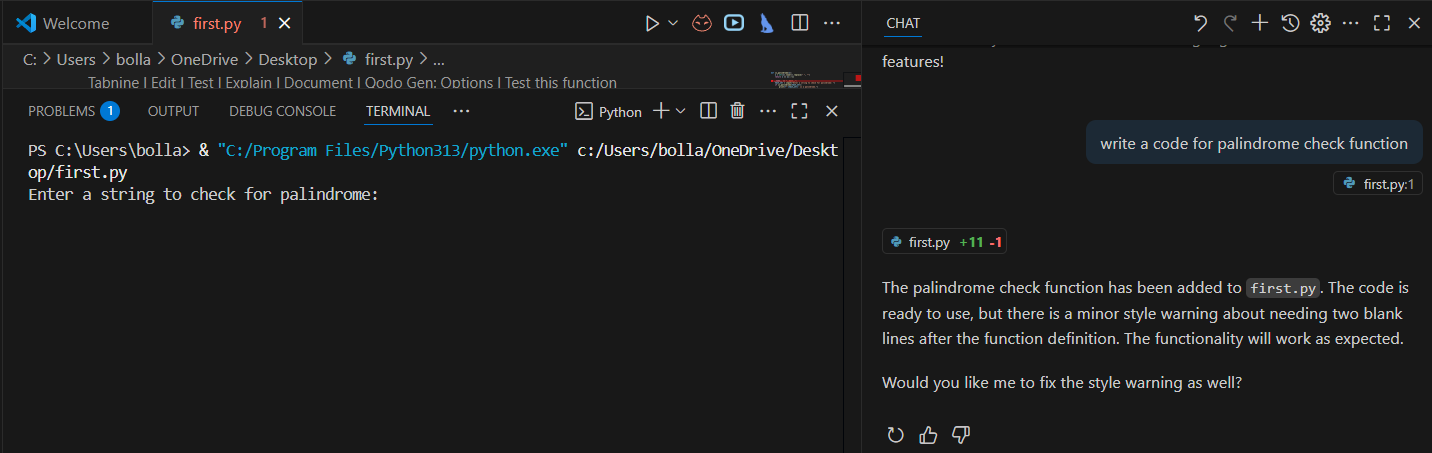 Welcome
first.py 1
C: > Users > bolla > OneDrive > Desktop > first.py > ...
Tabnine | Edit | Test | Explain | Document | Qodo Gen: Options | Test this function
PROBLEMS 1 OUTPUT DEBUG CONSOLE TERMINAL ... Python
PS C:\Users\bolla> & "C:/Program Files/Python313/python.exe" c:/Users/bolla/OneDrive/Deskt
op/first.py
Enter a string to check for palindrome:
CHAT
features!
write a code for palindrome check function
first.py:1
first.py +11 -1
The palindrome check function has been added to first.py. The code is
ready to use, but there is a minor style warning about needing two blank
lines after the function definition. The functionality will work as expected.
Would you like me to fix the style warning as well?